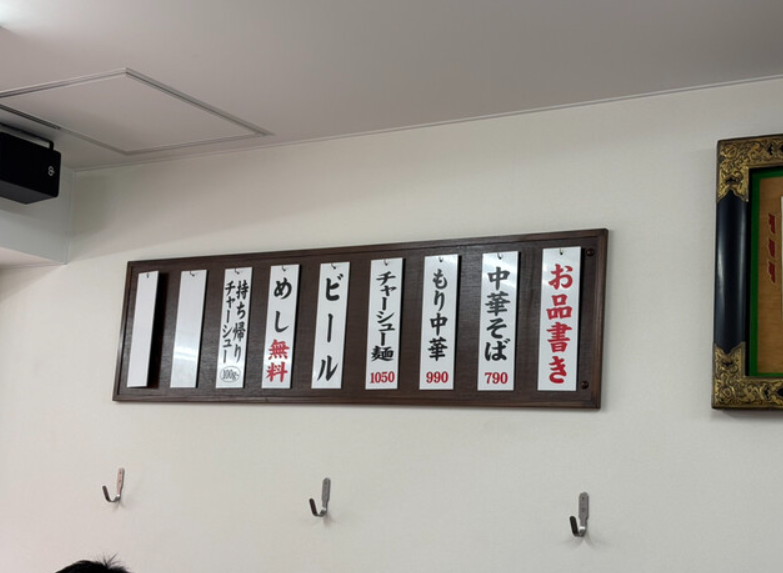 お品書き
中華そば
790
もり中華
990
チャーシュー麺
1050
ビール
めし無料
持ち帰り
チャーシュー
100g